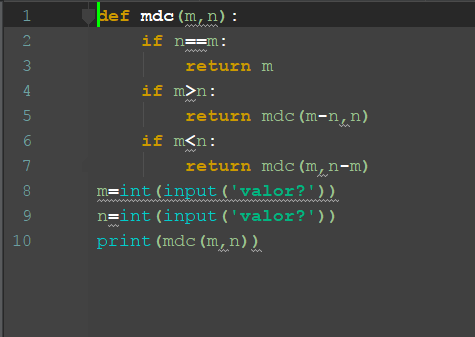 1 def mdc(m,n):
2     if n==m:
3         return m
4     if m>n:
5         return mdc(m-n,n)
6     if m<n:
7         return mdc(m,n-m)
8 m=int(input('valor?'))
9 n=int(input('valor?'))
10 print(mdc(m,n))